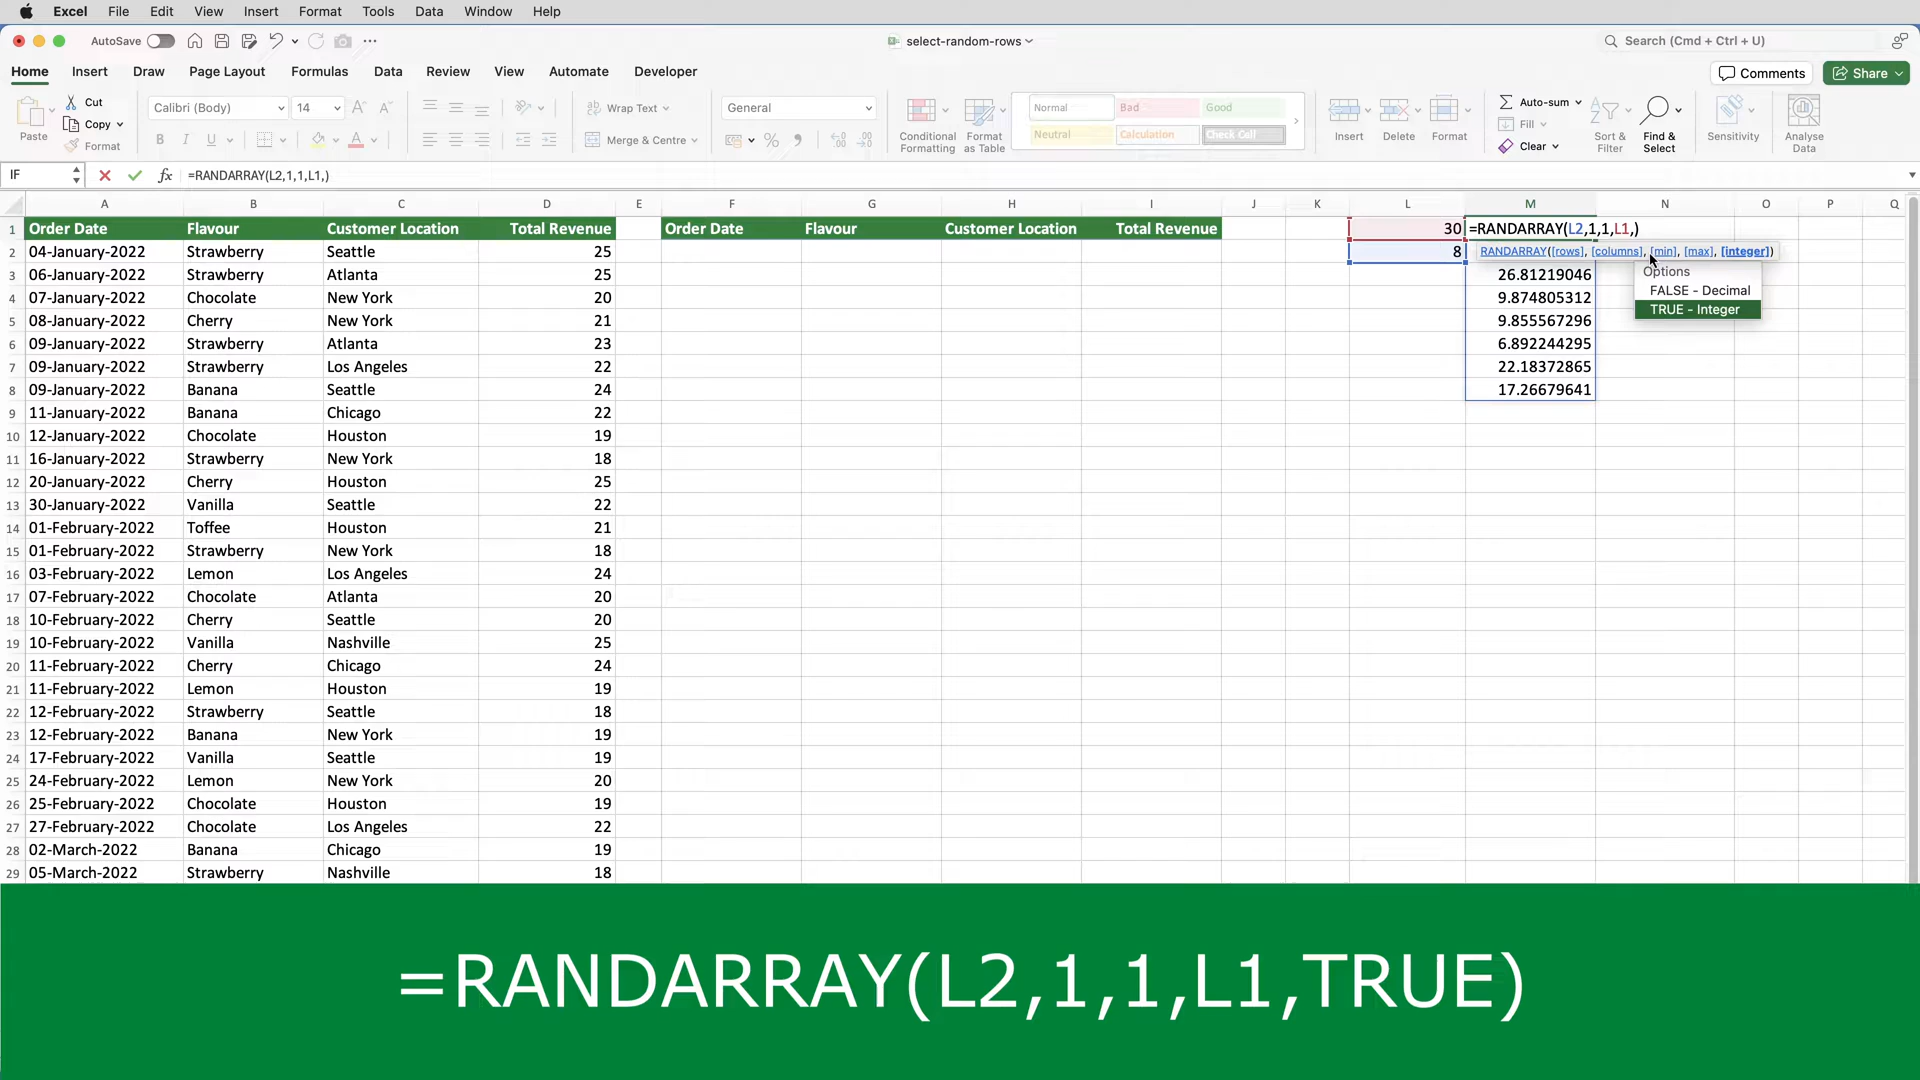 Excel File Edit View Insert Format Tools Data Window Help
AutoSave select-random-rows Search (Cmd + Ctrl + U)
Home Insert Draw Page Layout Formulas Data Review View Automate Developer Comments Share
Paste Cut Copy Format Calibri (Body) 14 Wrap Text Merge & Centre General Conditional Formatting Format as Table Normal Bad Good Neutral Calculation Check Cell Insert Delete Format Auto-sum Fill Clear Sort & Filter Find & Select Sensitivity Analyse Data
IF fx =RANDARRAY(L2,1,1,L1,)
A B C D E F G H I J K L M N O P Q
1 Order Date Flavour Customer Location Total Revenue Order Date Flavour Customer Location Total Revenue 30 =RANDARRAY(L2,1,1,L1,)
2 04-January-2022 Strawberry Seattle 25 8 RANDARRAY([rows], [columns], [min], [max], [integer])
3 06-January-2022 Strawberry Atlanta 25 26.81219046 Options
4 07-January-2022 Chocolate New York 20 9.874805312 FALSE - Decimal
5 08-January-2022 Cherry New York 21 9.855567296 TRUE - Integer
6 09-January-2022 Strawberry Atlanta 23 6.892244295
7 09-January-2022 Strawberry Los Angeles 22 22.18372865
8 09-January-2022 Banana Seattle 24 17.26679641
9 11-January-2022 Banana Chicago 22
10 12-January-2022 Chocolate Houston 19
11 16-January-2022 Strawberry New York 18
12 20-January-2022 Cherry Houston 25
13 30-January-2022 Vanilla Seattle 22
14 01-February-2022 Toffee Houston 21
15 01-February-2022 Strawberry New York 18
16 03-February-2022 Lemon Los Angeles 24
17 07-February-2022 Chocolate Atlanta 20
18 10-February-2022 Cherry Seattle 20
19 10-February-2022 Vanilla Nashville 25
20 11-February-2022 Cherry Chicago 24
21 11-February-2022 Lemon Houston 19
22 12-February-2022 Strawberry Seattle 18
23 12-February-2022 Banana New York 19
24 17-February-2022 Vanilla Seattle 19
25 24-February-2022 Lemon New York 20
26 25-February-2022 Chocolate Houston 19
27 27-February-2022 Chocolate Los Angeles 22
28 02-March-2022 Banana Chicago 19
29 05-March-2022 Strawberry Nashville 18
=RANDARRAY(L2,1,1,L1,TRUE)